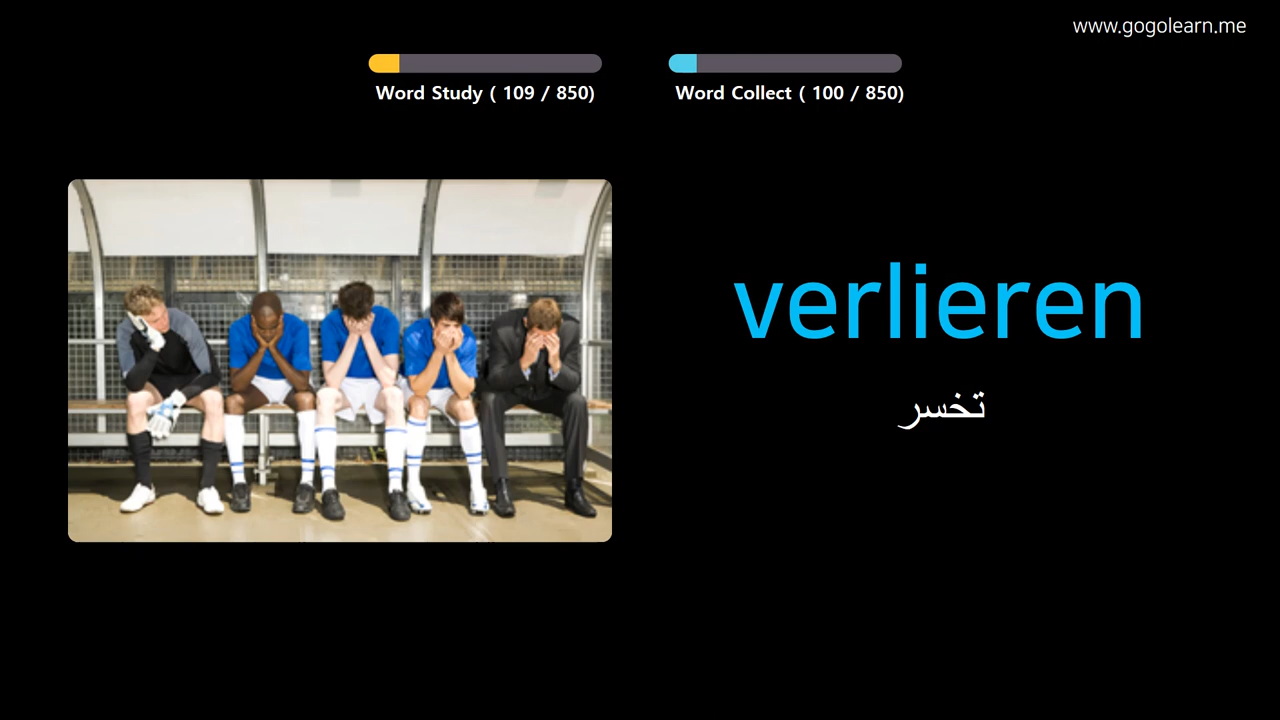 www.gogolearn.me
Word Study ( 109 / 850)
Word Collect ( 100 / 850)
verlieren
تخسر